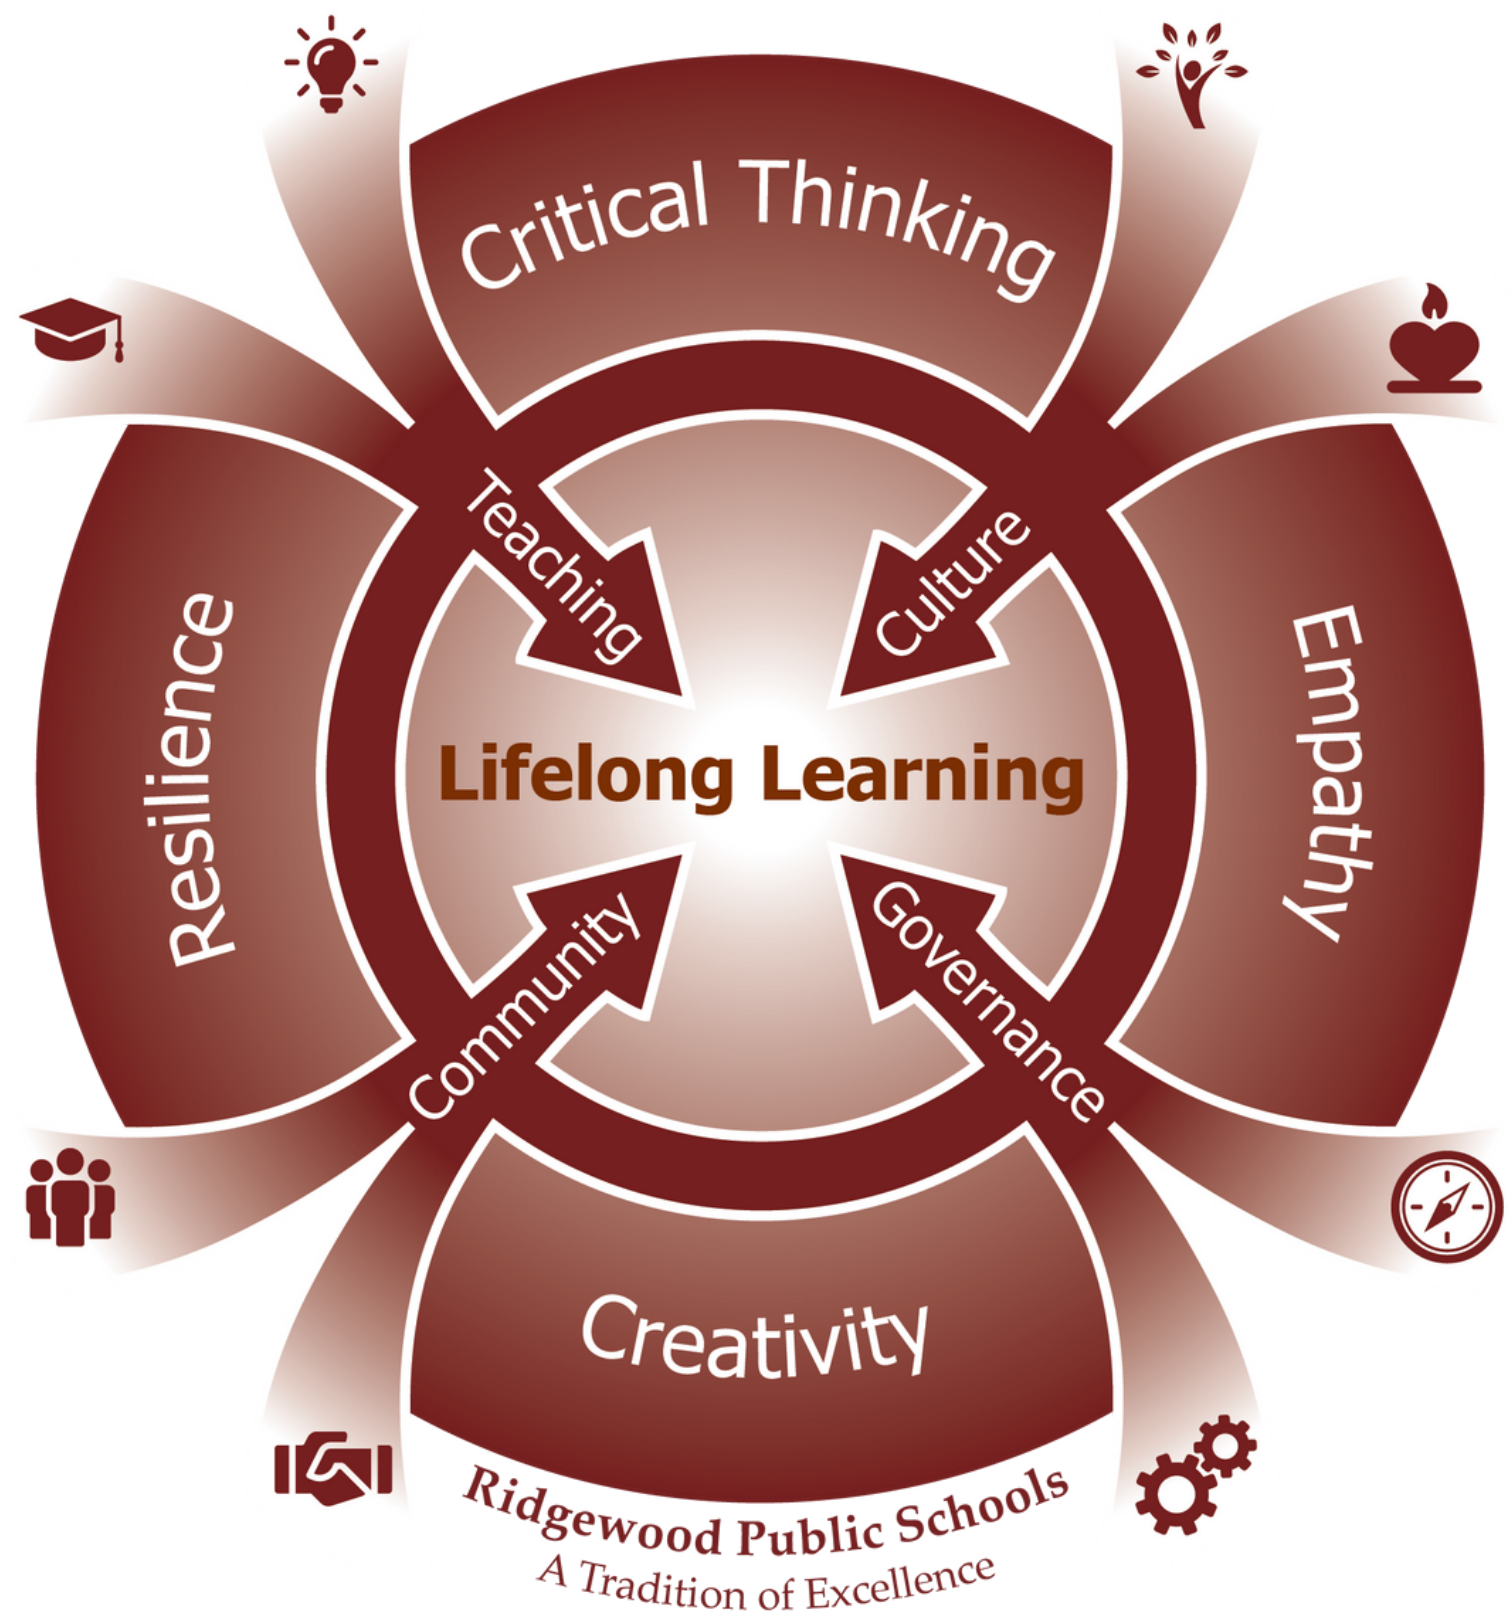 Critical Thinking
Teaching
Culture
Resilience
Empathy
Lifelong Learning
Community
Governance
Creativity
Ridgewood Public Schools
A Tradition of Excellence